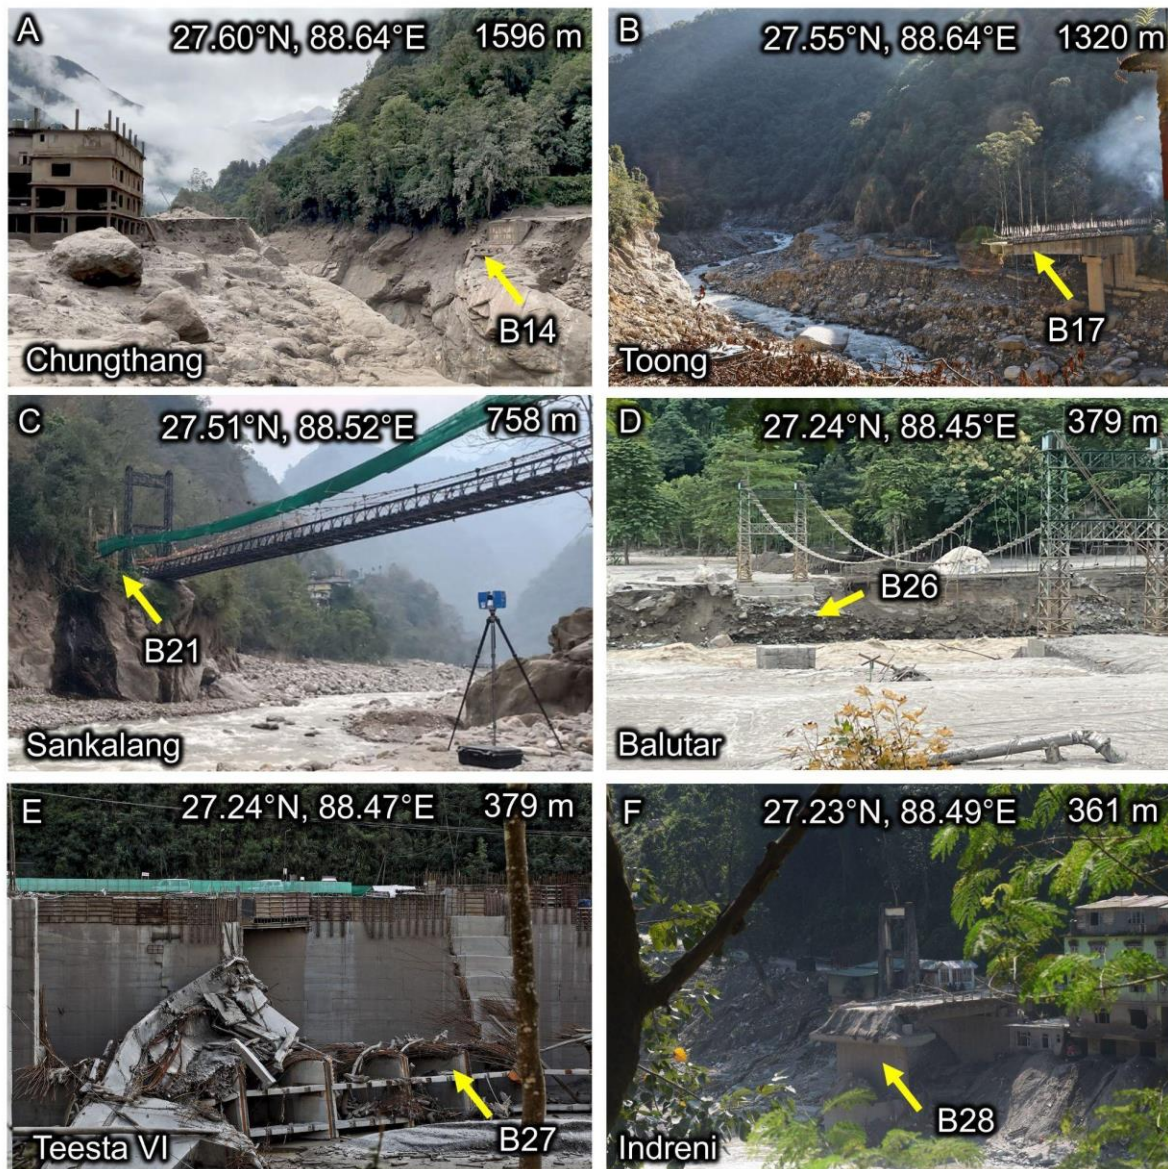 A 27.60°N, 88.64°E 1596 m
B14
Chungthang
B 27.55°N, 88.64°E 1320 m
B17
Toong
C 27.51°N, 88.52°E 758 m
B21
Sankalang
D 27.24°N, 88.45°E 379 m
B26
Balutar
E 27.24°N, 88.47°E 379 m
B27
Teesta VI
F 27.23°N, 88.49°E 361 m
B28
Indreni